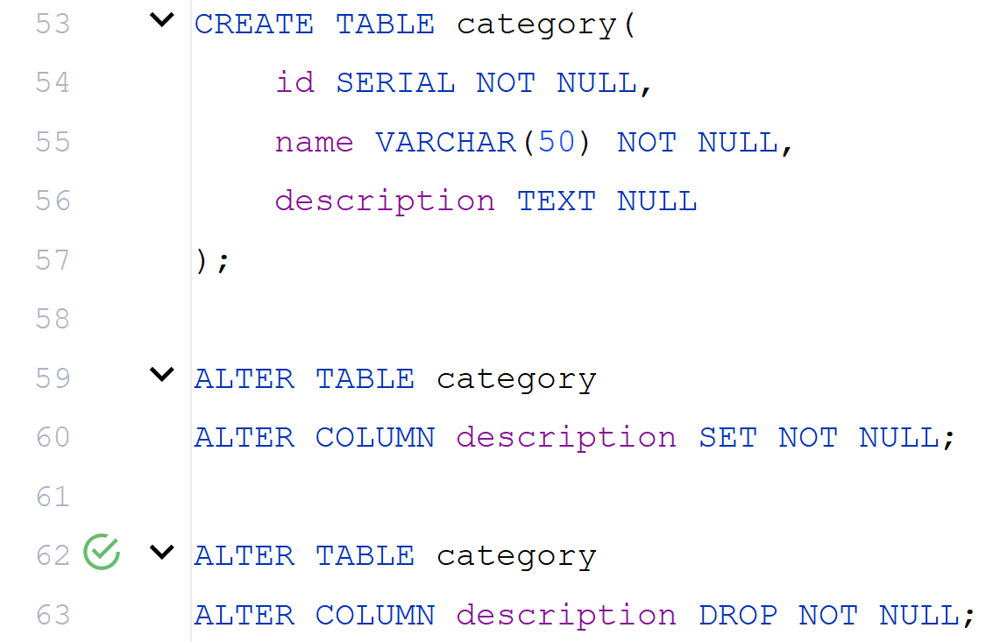 53 CREATE TABLE category(
54     id SERIAL NOT NULL,
55     name VARCHAR(50) NOT NULL,
56     description TEXT NULL
57 );
58
59 ALTER TABLE category
60 ALTER COLUMN description SET NOT NULL;
61
62 ALTER TABLE category
63 ALTER COLUMN description DROP NOT NULL;